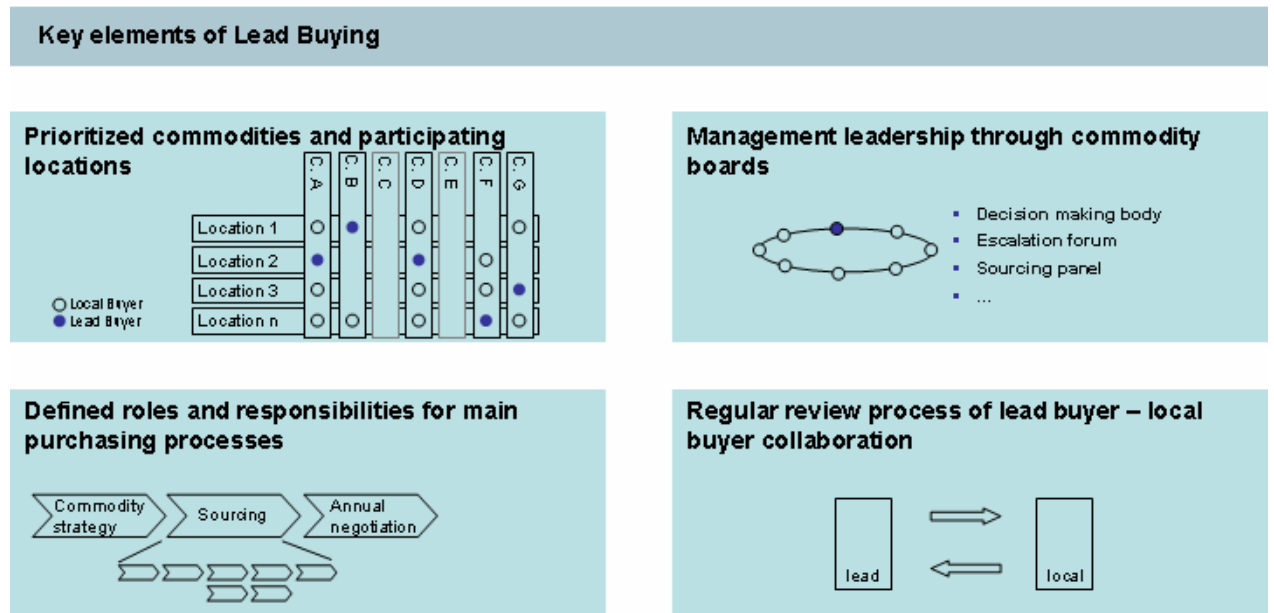 Key elements of Lead Buying
Prioritized commodities and participating
locations
C. A
C. B
C. C
C. D
C. E
C. F
C. G
Location 1
Location 2
Location 3
Location n
Local Buyer
Lead Buyer
Management leadership through commodity
boards
▪ Decision making body
▪ Escalation forum
▪ Sourcing panel
▪ ...
Defined roles and responsibilities for main
purchasing processes
Commodity
strategy
Sourcing
Annual
negotiation
Regular review process of lead buyer – local
buyer collaboration
lead
local